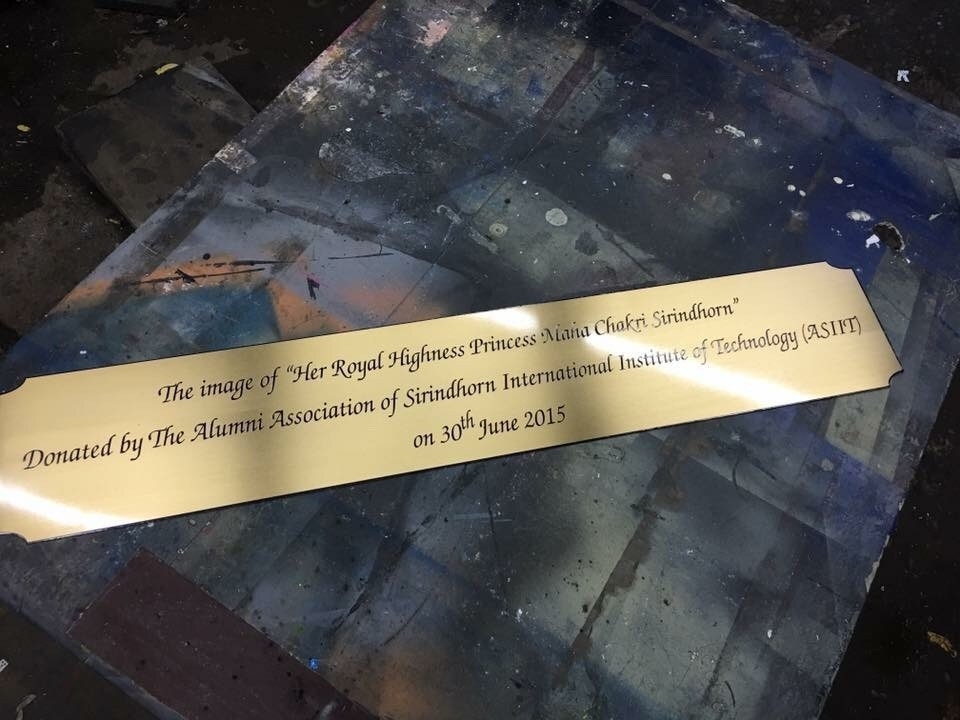 The image of “Her Royal Highness Princess Maha Chakri Sirindhorn”
Donated by The Alumni Association of Sirindhorn International Institute of Technology (ASIIT)
on 30th June 2015